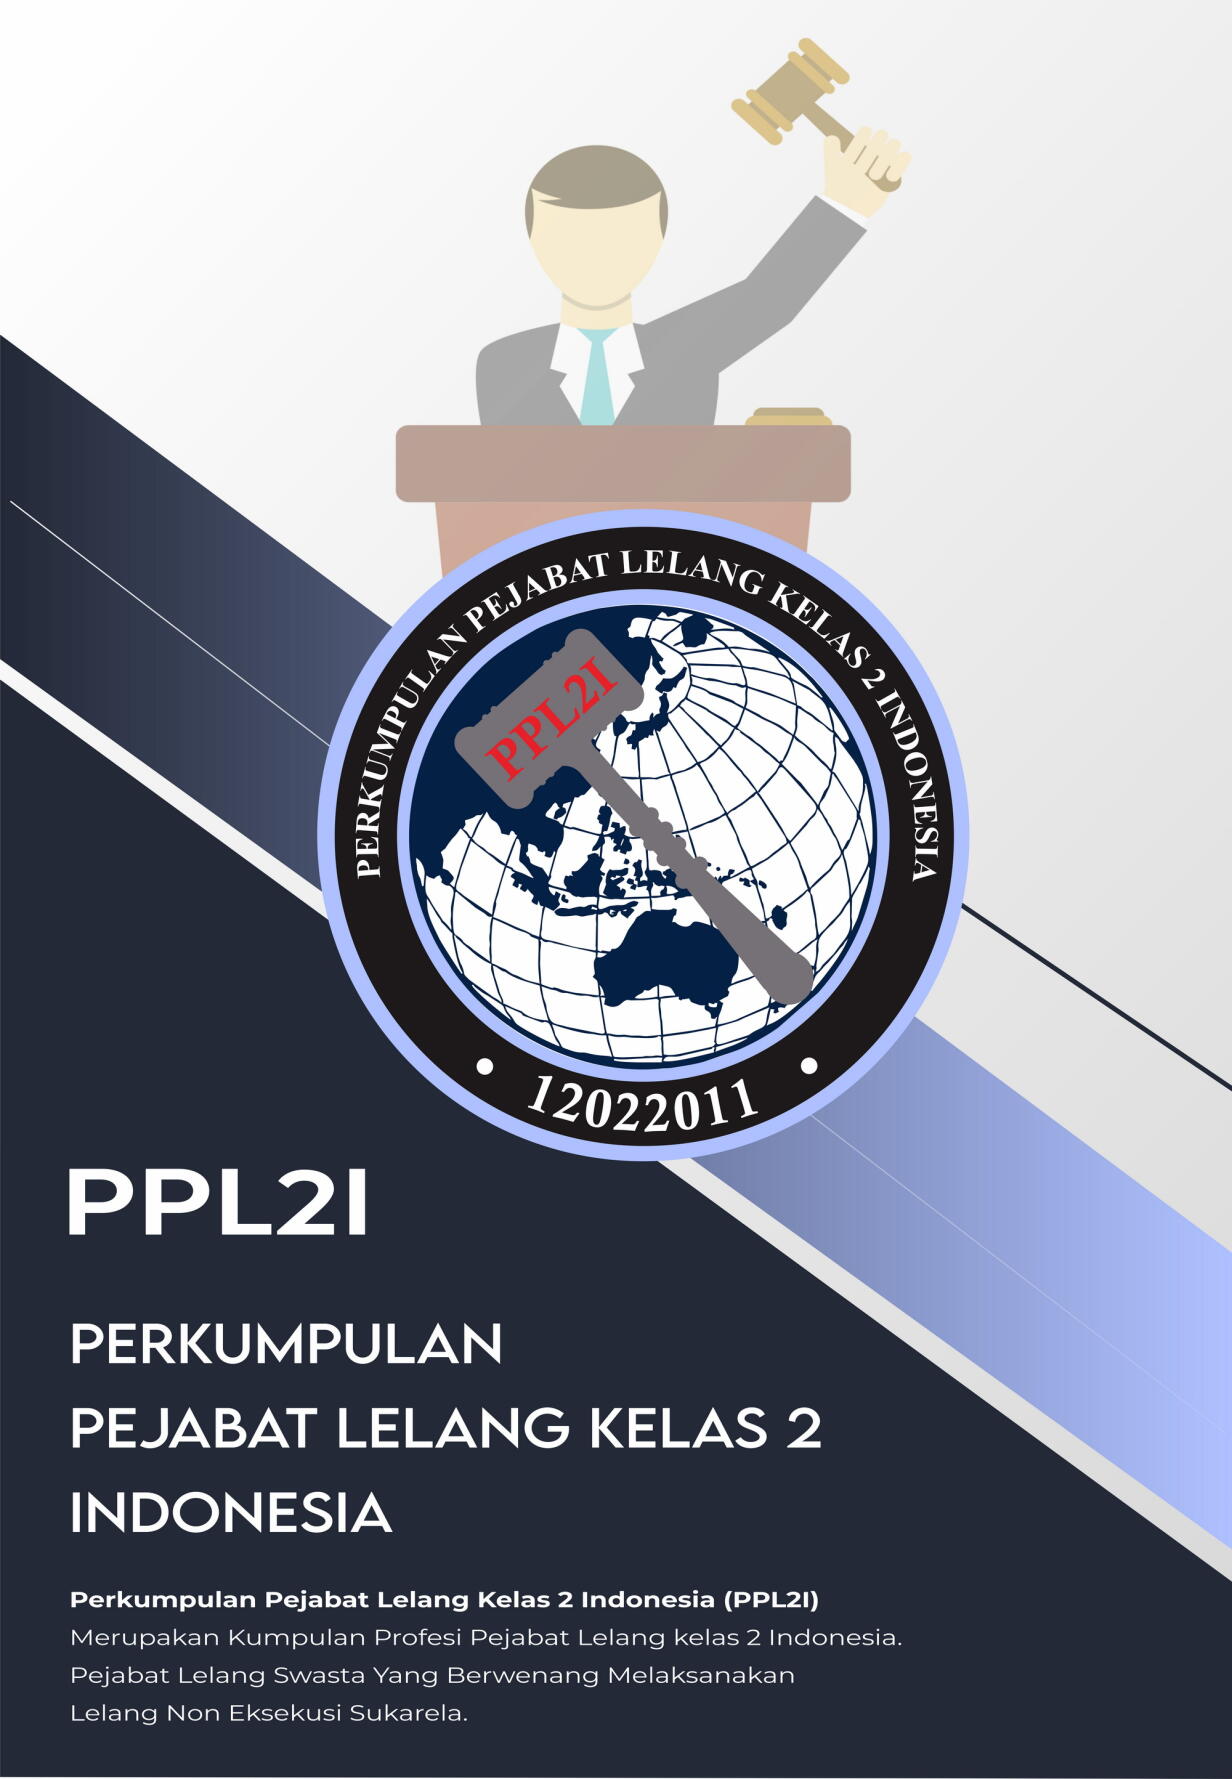 PERKUMPULAN PEJABAT LELANG KELAS 2 INDONESIA
PPL2I
12022011
PPL2I
PERKUMPULAN
PEJABAT LELANG KELAS 2
INDONESIA
Perkumpulan Pejabat Lelang Kelas 2 Indonesia (PPL2I)
Merupakan Kumpulan Profesi Pejabat Lelang kelas 2 Indonesia.
Pejabat Lelang Swasta Yang Berwenang Melaksanakan
Lelang Non Eksekusi Sukarela.